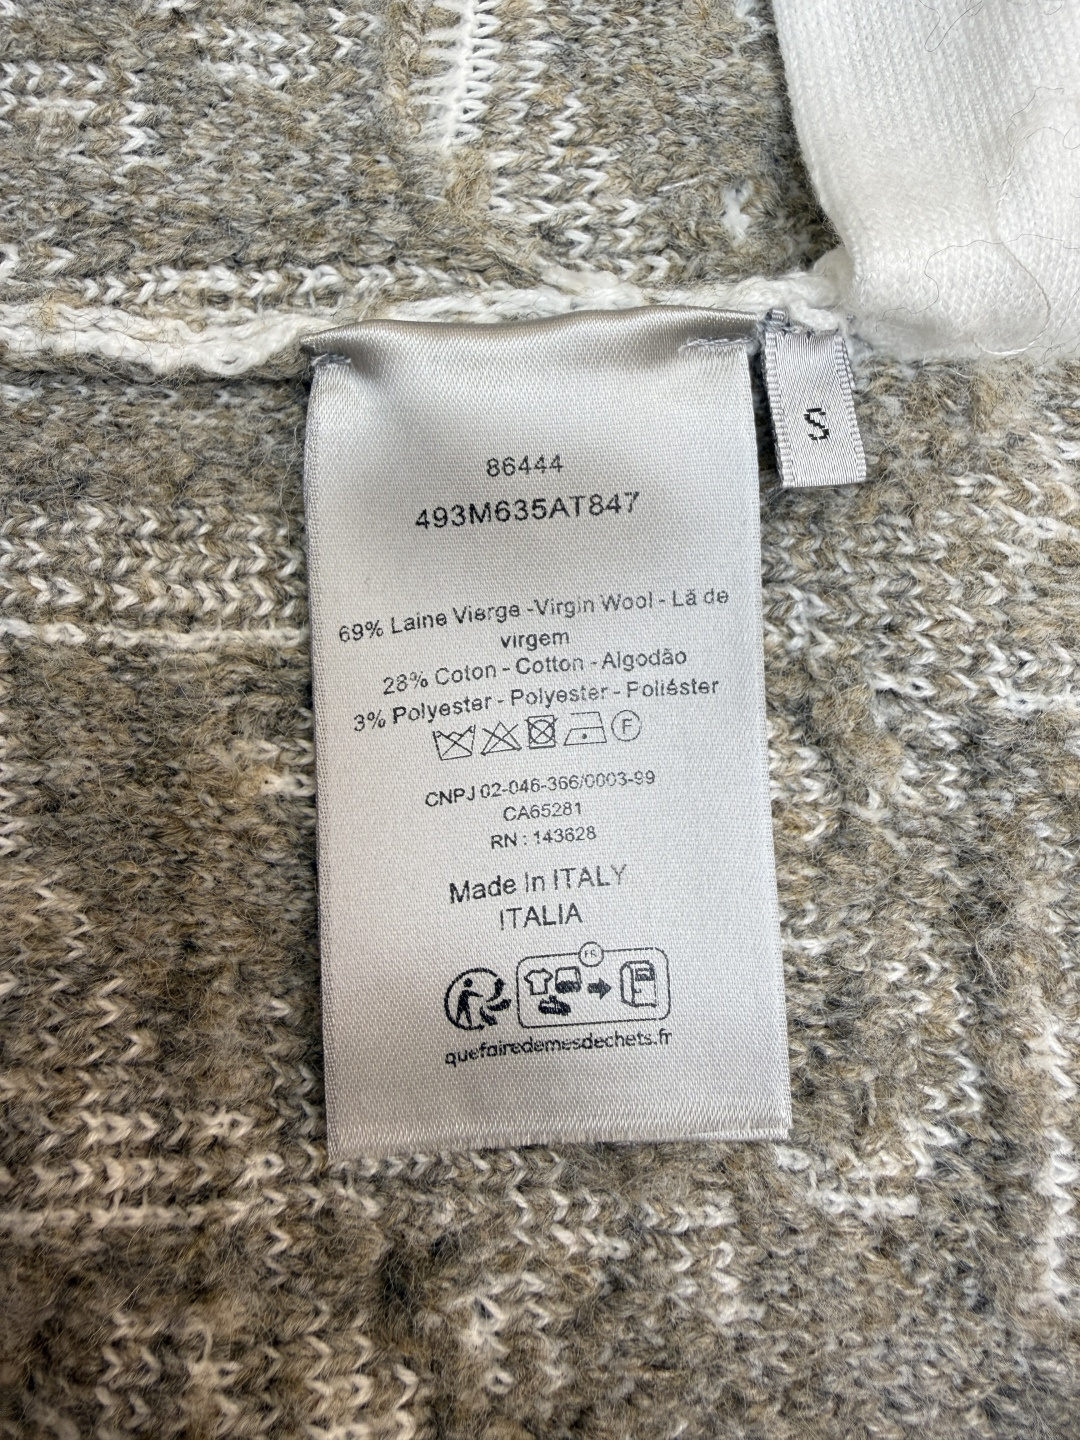 86444
493M635AT847
69% Laine Vierge -Virgin Wool - Lã de
virgem
28% Coton - Cotton - Algodão
3% Polyester - Polyester - Poliéster
F
CNPJ 02-046-366/0003-99
CA65281
RN : 143628
Made In ITALY
ITALIA
FR
quefairedemesdechets.fr
S